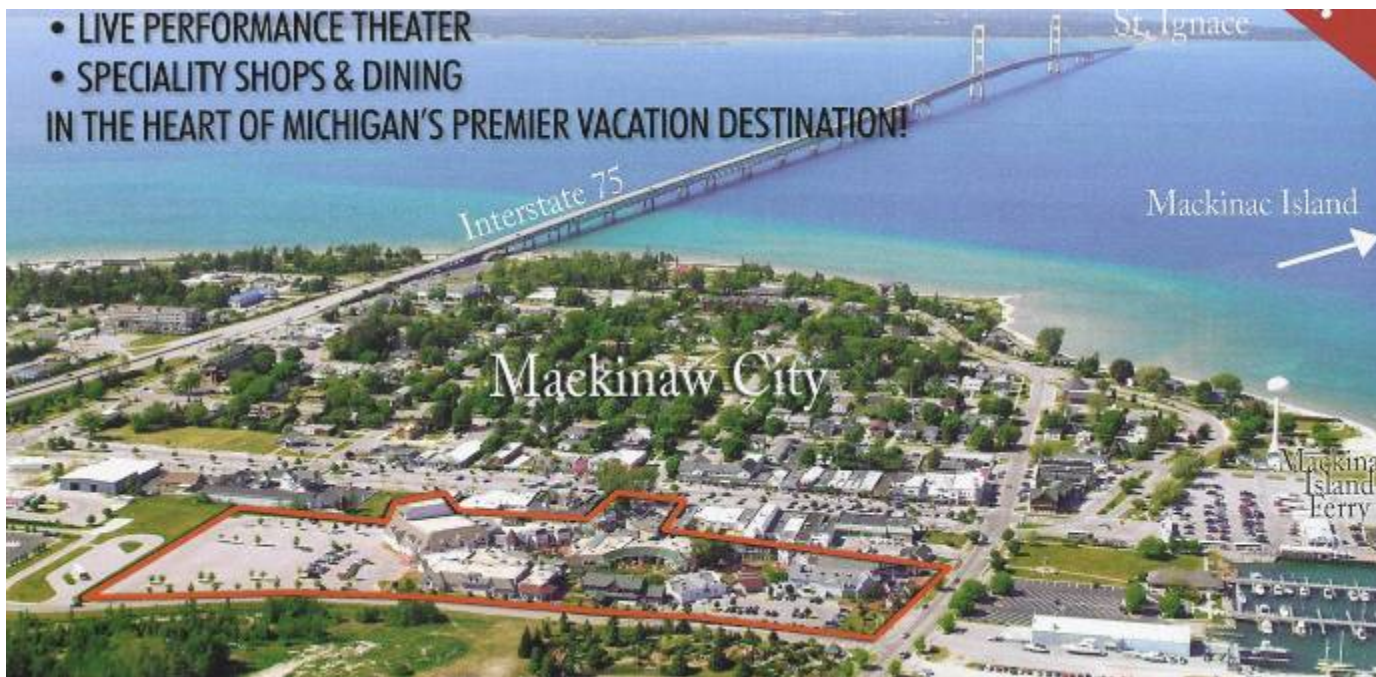 • LIVE PERFORMANCE THEATER
• SPECIALITY SHOPS & DINING
IN THE HEART OF MICHIGAN'S PREMIER VACATION DESTINATION!
St. Ignace
Interstate 75
Mackinac Island
Mackinaw City
Mackina
Island
Ferry